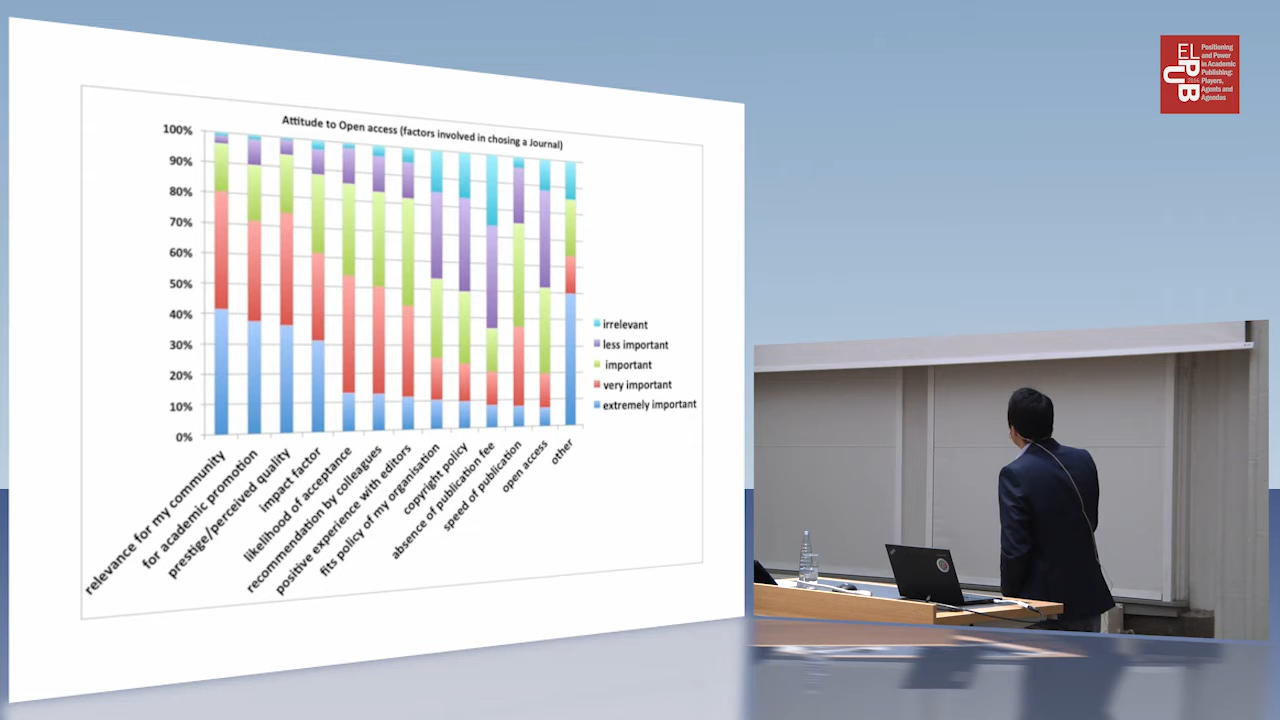 Attitude to Open access (factors involved in chosing a Journal)
100%
90%
80%
70%
60%
50%
40%
30%
20%
10%
0%
relevance for my community
for academic promotion
prestige/perceived quality
impact factor
likelihood of acceptance
recommendation by colleagues
positive experience with editors
fits policy of my organisation
copyright policy
absence of publication fee
speed of publication
open access
other
irrelevant
less important
important
very important
extremely important
EL
PUB
2016
Positioning
and Power
in Academic
Publishing:
Players,
Agents and
Agendas